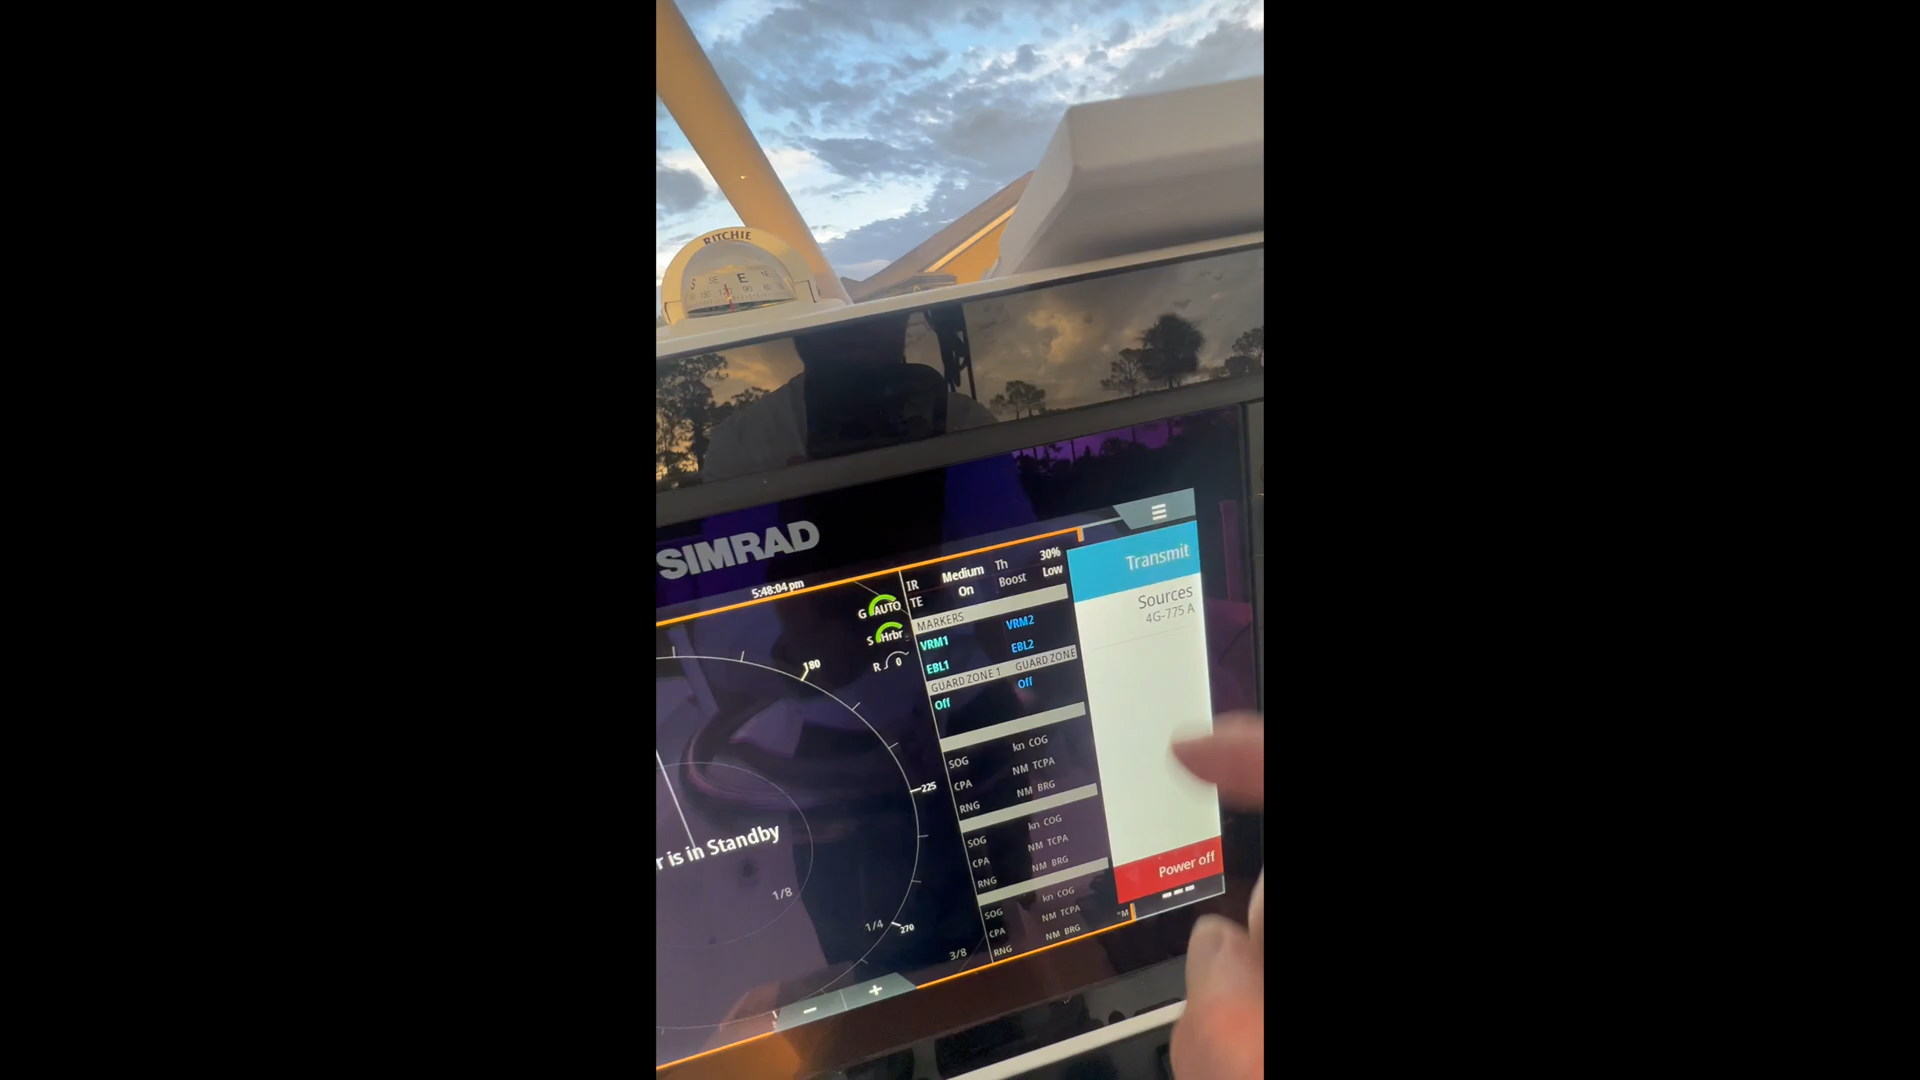 RITCHIE
S SE E NE
SIMRAD
5:48:04 pm
G AUTO
S Hrbr
R 0
IR Medium Th 30%
TE On Boost Low
MARKERS
VRM1 VRM2
EBL1 EBL2
GUARD ZONE 1 GUARD ZONE
Off Off
SOG kn COG
CPA NM TCPA
RNG NM BRG
SOG kn COG
CPA NM TCPA
RNG NM BRG
SOG kn COG
CPA NM TCPA
RNG NM BRG
°M
Transmit
Sources
4G-775 A
Power off
180
225
270
r is in Standby
1/8
1/4
3/8
− +